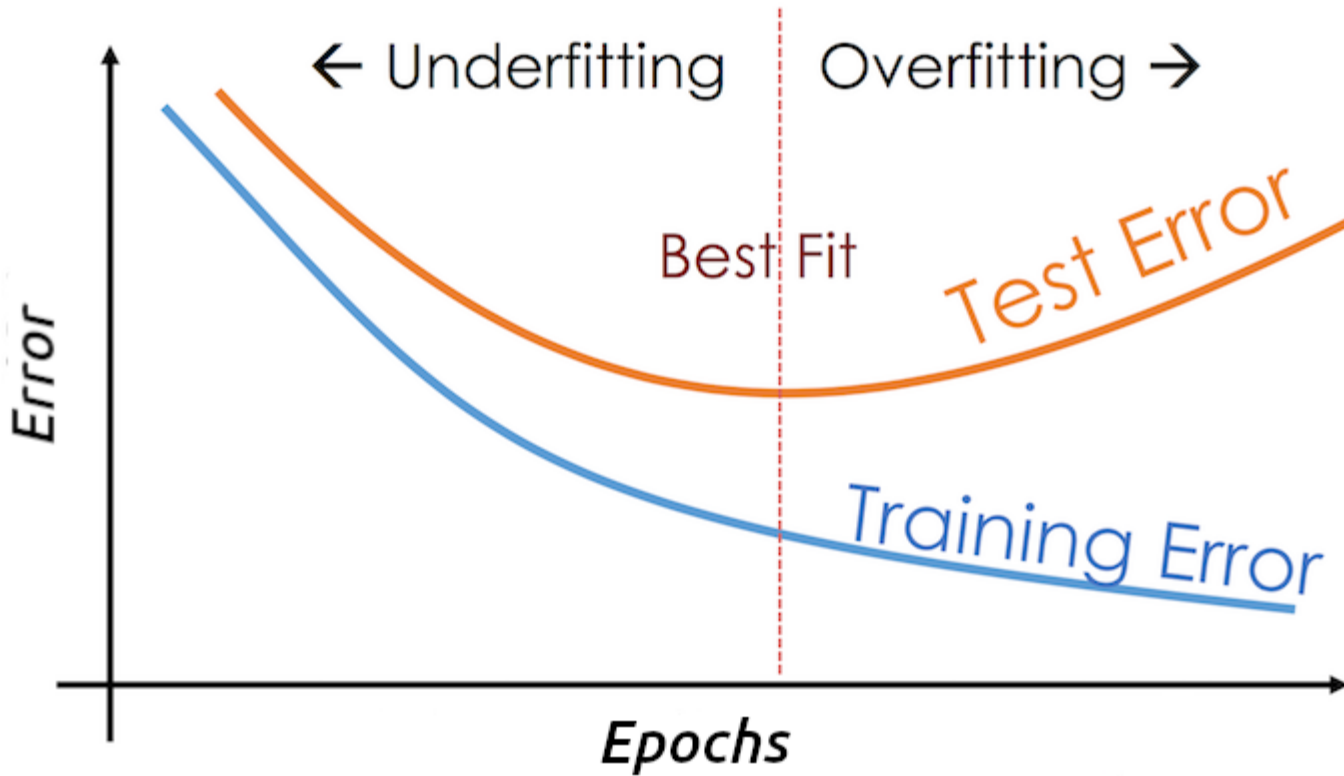 ← Underfitting
Overfitting →
Best Fit
Test Error
Error
Training Error
Epochs